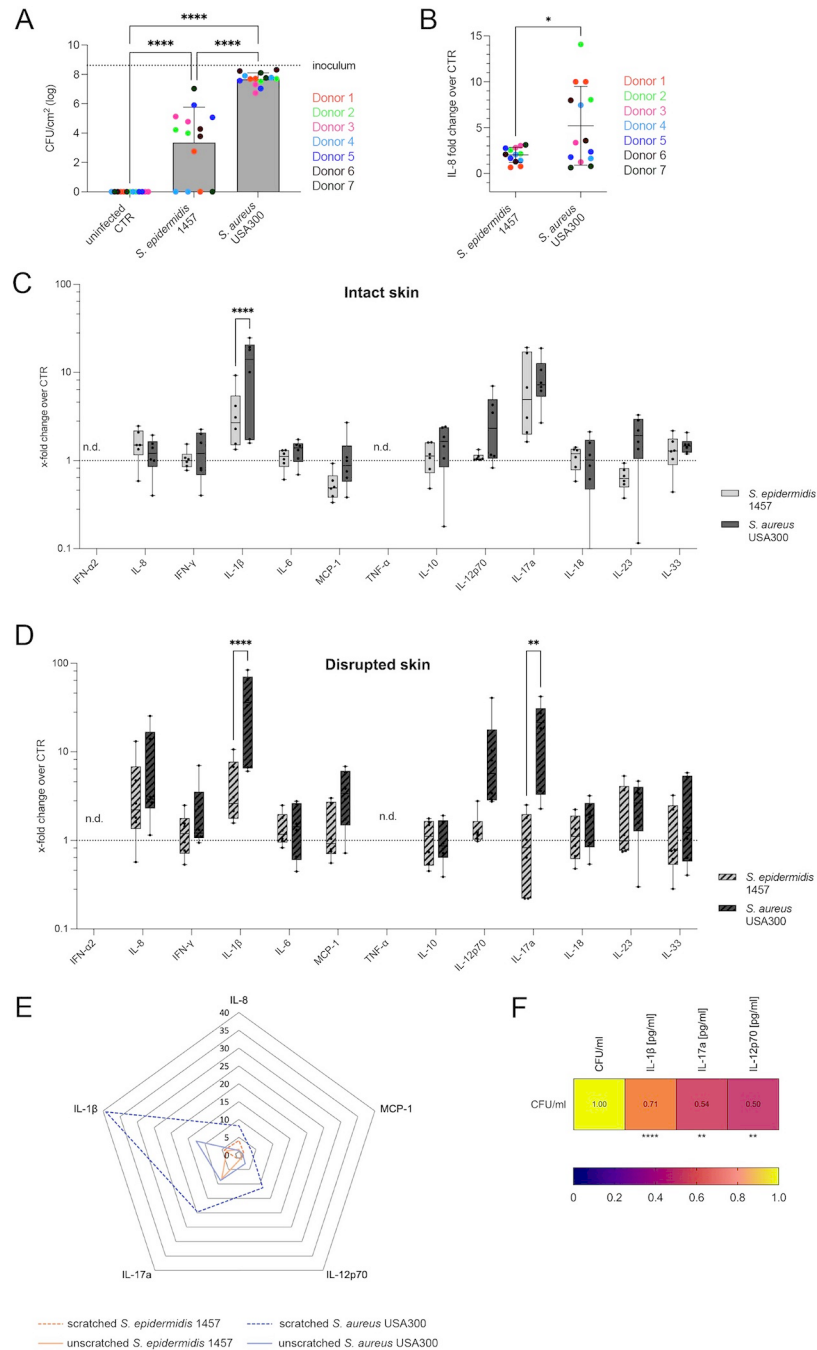 A
****
****
****
CFU/cm² (log)
10
8
6
4
2
0
inoculum
Donor 1
Donor 2
Donor 3
Donor 4
Donor 5
Donor 6
Donor 7
uninfected
CTR
S. epidermidis
1457
S. aureus
USA300
B
*
IL-8 fold change over CTR
15
10
5
0
Donor 1
Donor 2
Donor 3
Donor 4
Donor 5
Donor 6
Donor 7
S. epidermidis
1457
S. aureus
USA300
C
Intact skin
x-fold change over CTR
100
10
1
0.1
n.d.
****
n.d.
IFN-α2
IL-8
IFN-γ
IL-1β
IL-6
MCP-1
TNF-α
IL-10
IL-12p70
IL-17a
IL-18
IL-23
IL-33
S. epidermidis
1457
S. aureus
USA300
D
Disrupted skin
x-fold change over CTR
100
10
1
0.1
n.d.
****
n.d.
**
IFN-α2
IL-8
IFN-γ
IL-1β
IL-6
MCP-1
TNF-α
IL-10
IL-12p70
IL-17a
IL-18
IL-23
IL-33
S. epidermidis
1457
S. aureus
USA300
E
IL-8
40
35
30
25
20
15
10
5
0
MCP-1
IL-12p70
IL-17a
IL-1β
scratched S. epidermidis 1457
scratched S. aureus USA300
unscratched S. epidermidis 1457
unscratched S. aureus USA300
F
CFU/ml
IL-1β [pg/ml]
IL-17a [pg/ml]
IL-12p70 [pg/ml]
CFU/ml
1.00
0.71
0.54
0.50
****
**
**
0
0.2
0.4
0.6
0.8
1.0